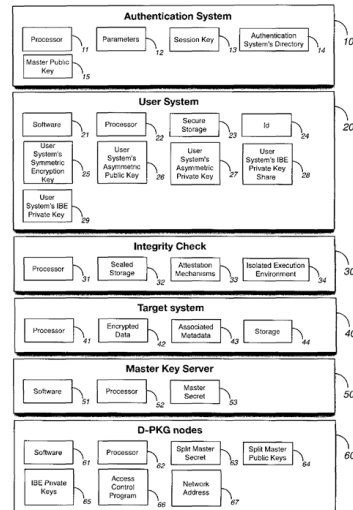 Authentication System
10
Processor
11
Parameters
12
Session Key
13
Authentication System's Directory
14
Master Public Key
15
User System
20
Software
21
Processor
22
Secure Storage
23
Id
24
User System's Symmetric Encryption Key
25
User System's Asymmetric Public Key
26
User System's Asymmetric Private Key
27
User System's IBE Private Key Share
28
User System's IBE Private Key
29
Integrity Check
30
Processor
31
Sealed Storage
32
Attestation Mechanisms
33
Isolated Execution Environment
34
Target system
40
Processor
41
Encrypted Data
42
Associated Metadata
43
Storage
44
Master Key Server
50
Software
51
Processor
52
Master Secret
53
D-PKG nodes
60
Software
61
Processor
62
Split Master Secret
63
Split Master Public Keys
64
IBE Private Keys
65
Access Control Program
66
Network Address
67